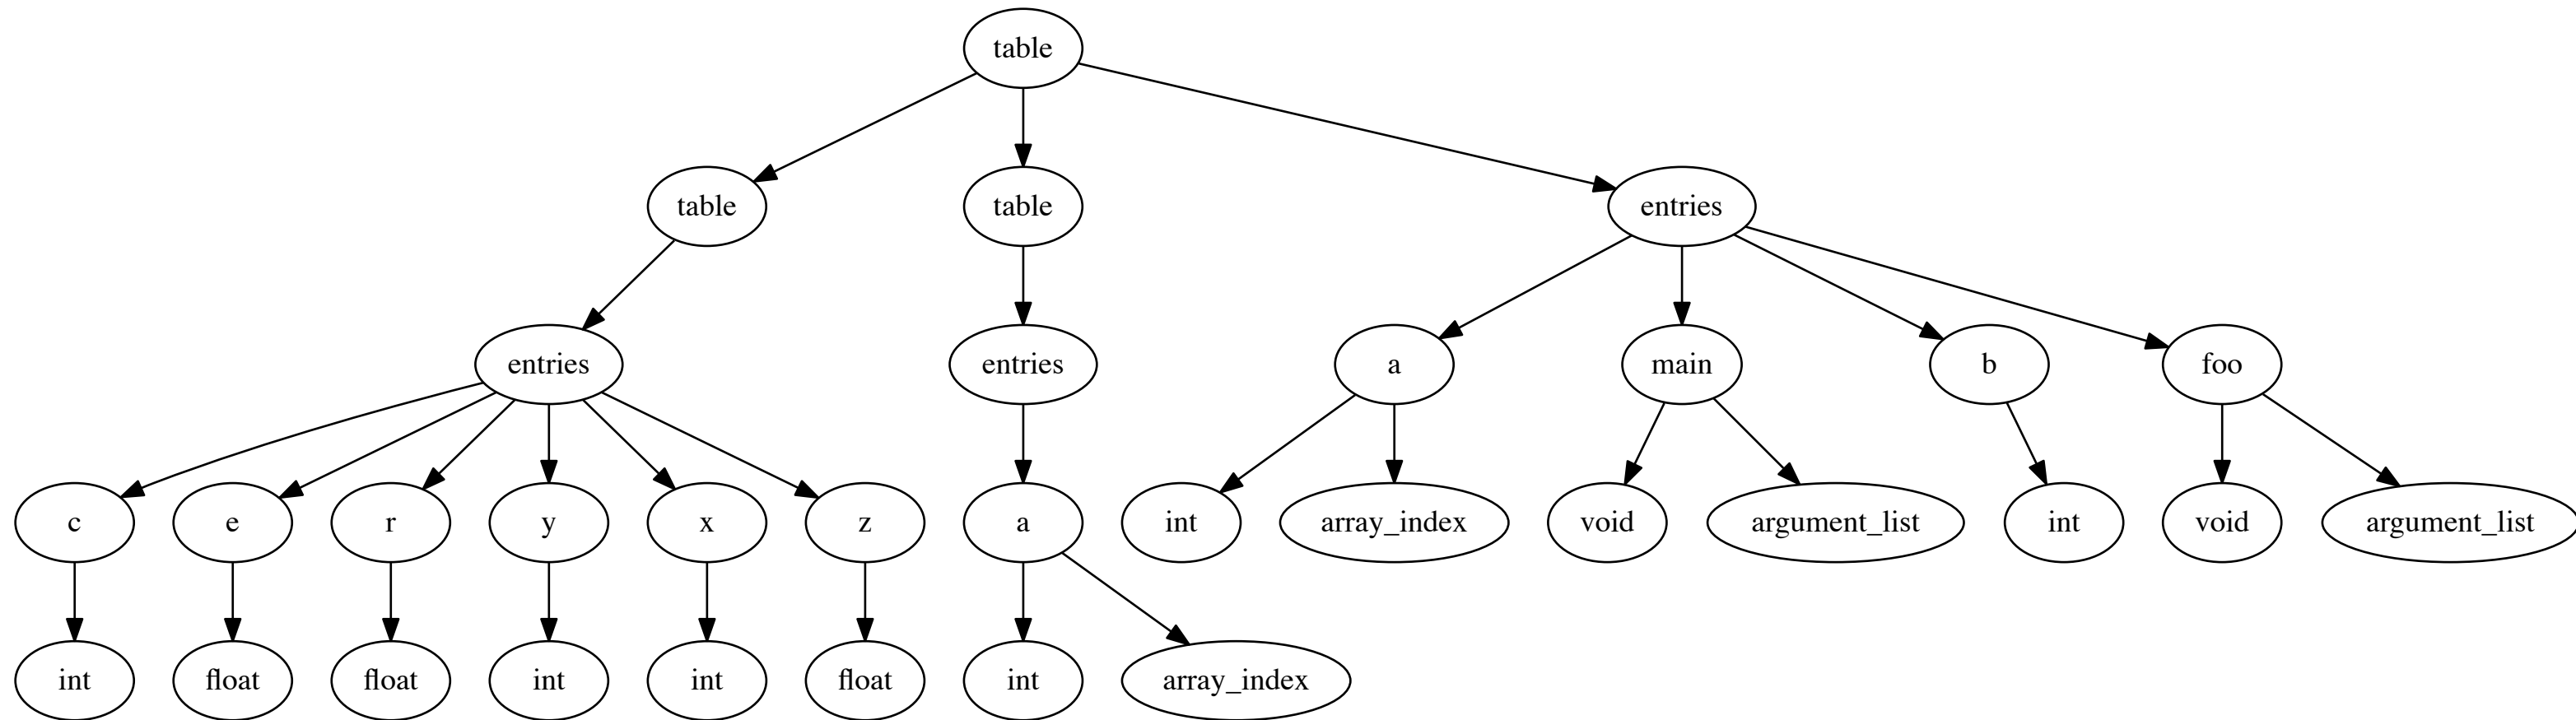 table
table
table
entries
entries
entries
a
main
b
foo
c
e
r
y
x
z
a
int
array_index
void
argument_list
int
void
argument_list
int
float
float
int
int
float
int
array_index